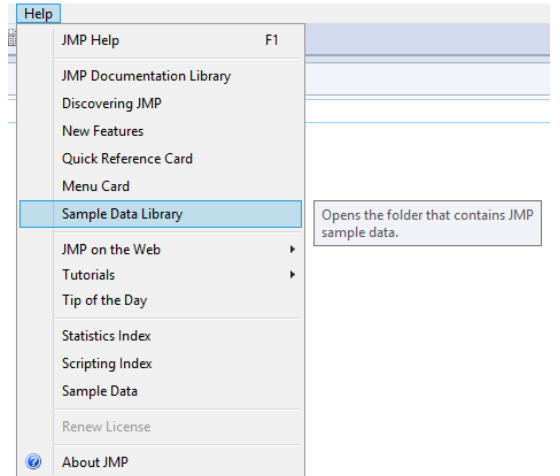 Help
JMP Help F1
JMP Documentation Library
Discovering JMP
New Features
Quick Reference Card
Menu Card
Sample Data Library
Opens the folder that contains JMP
sample data.
JMP on the Web
Tutorials
Tip of the Day
Statistics Index
Scripting Index
Sample Data
Renew License
About JMP